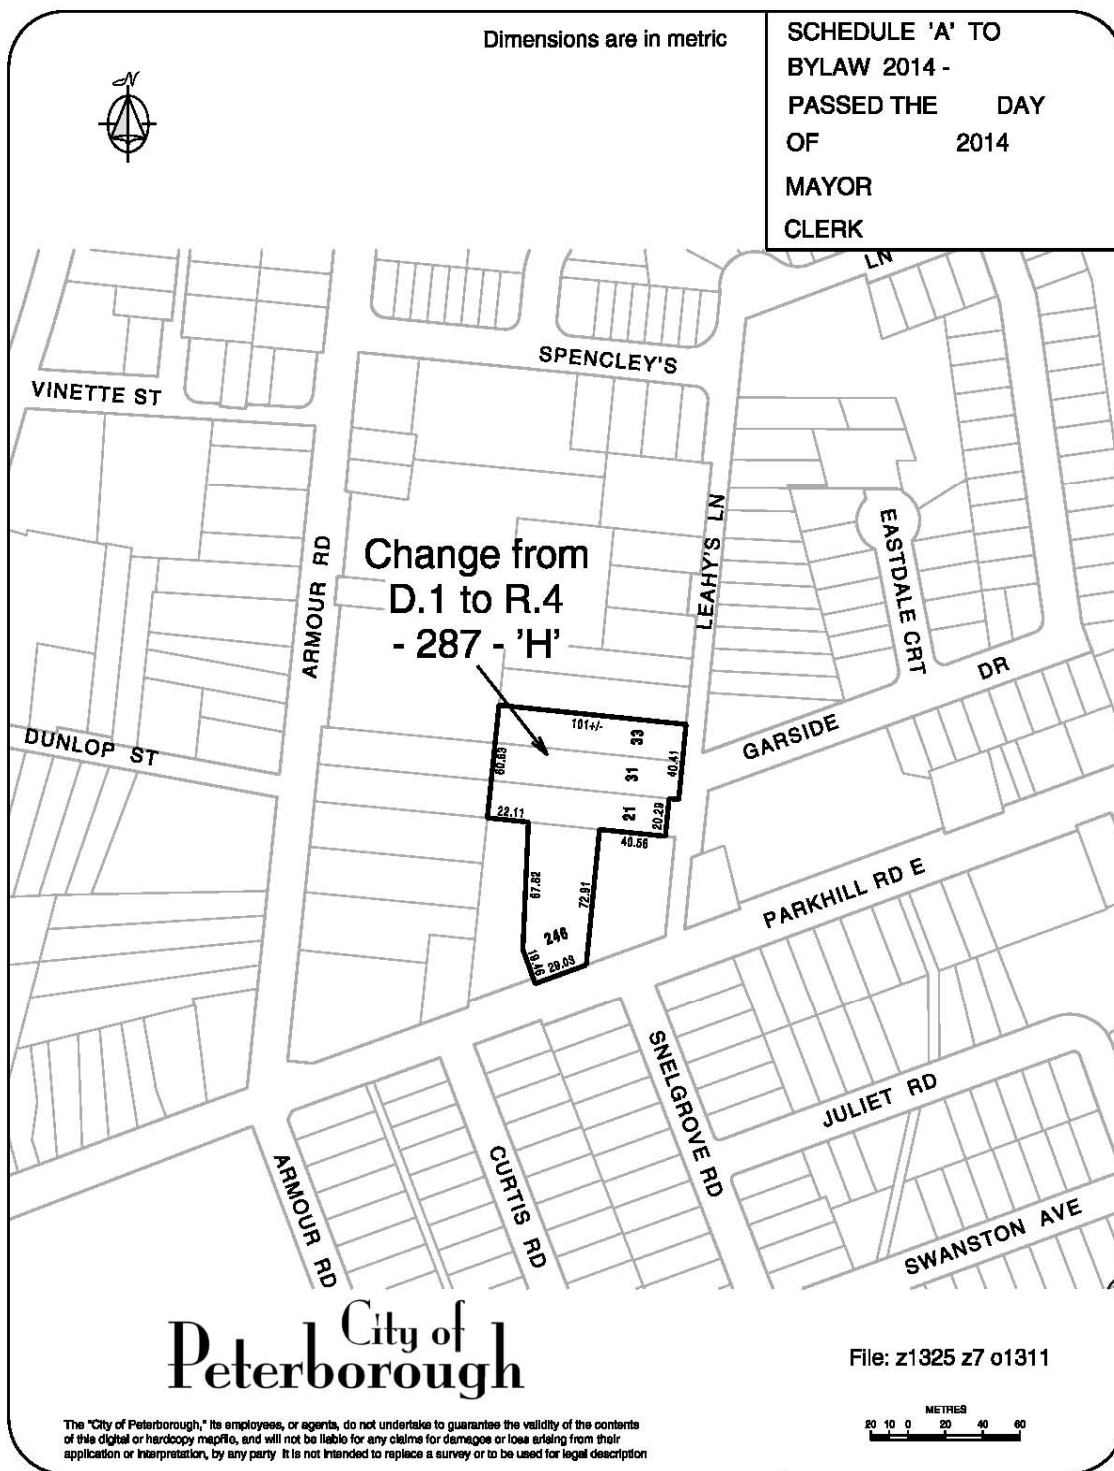 Dimensions are in metric
SCHEDULE 'A' TO
BYLAW 2014 -
PASSED THE DAY
OF 2014
MAYOR
CLERK
N
LN
SPENCLEY'S
VINETTE ST
LEAHY'S LN
EASTDALE CRT
ARMOUR RD
Change from
D.1 to R.4
- 287 - 'H'
DR
GARSIDE
DUNLOP ST
101+/-
33
60.63
31
40.41
22.11
21
20.29
40.56
67.82
72.91
PARKHILL RD E
246
19.46
29.03
SNELGROVE RD
JULIET RD
CURTIS RD
ARMOUR RD
SWANSTON AVE
City of
Peterborough
File: z1325 z7 o1311
The "City of Peterborough," its employees, or agents, do not undertake to guarantee the validity of the contents
of this digital or hardcopy mapfile, and will not be liable for any claims for damages or loss arising from their
application or interpretation, by any party It is not intended to replace a survey or to be used for legal description
METRES
20 10 0 20 40 60